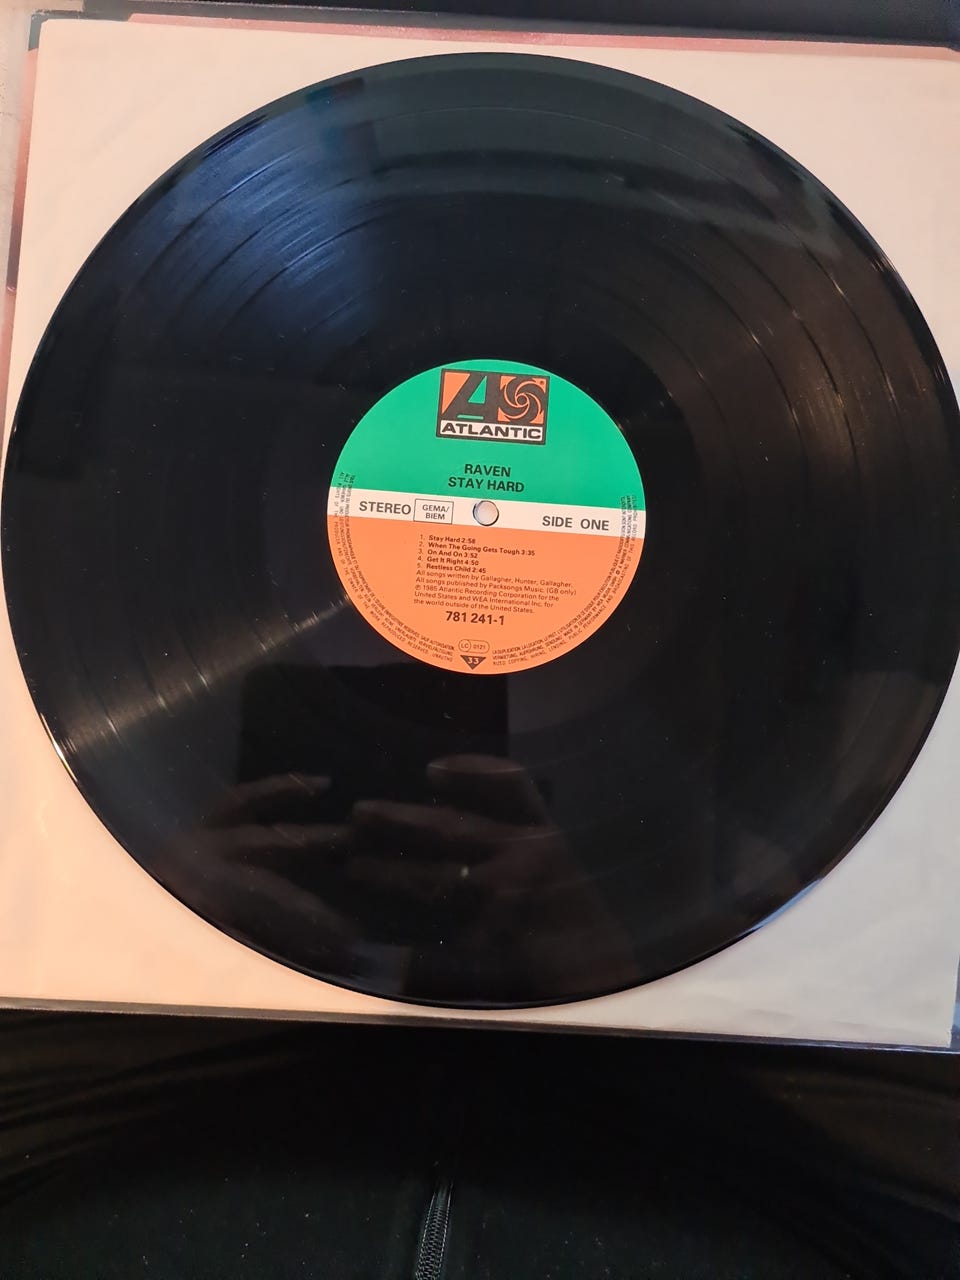 ATLANTIC
RAVEN
STAY HARD
STEREO GEMA/ BIEM SIDE ONE
1. Stay Hard 2:58
2. When The Going Gets Tough 3:35
3. On And On 3:52
4. Get It Right 4:50
5. Restless Child 2:45
All songs written by Gallagher, Hunter, Gallagher.
All songs published by Packsongs Music. (GB only)
℗ 1985 Atlantic Recording Corporation for the
United States and WEA International Inc. for
the world outside of the United States.
781 241-1
LC 0121
33